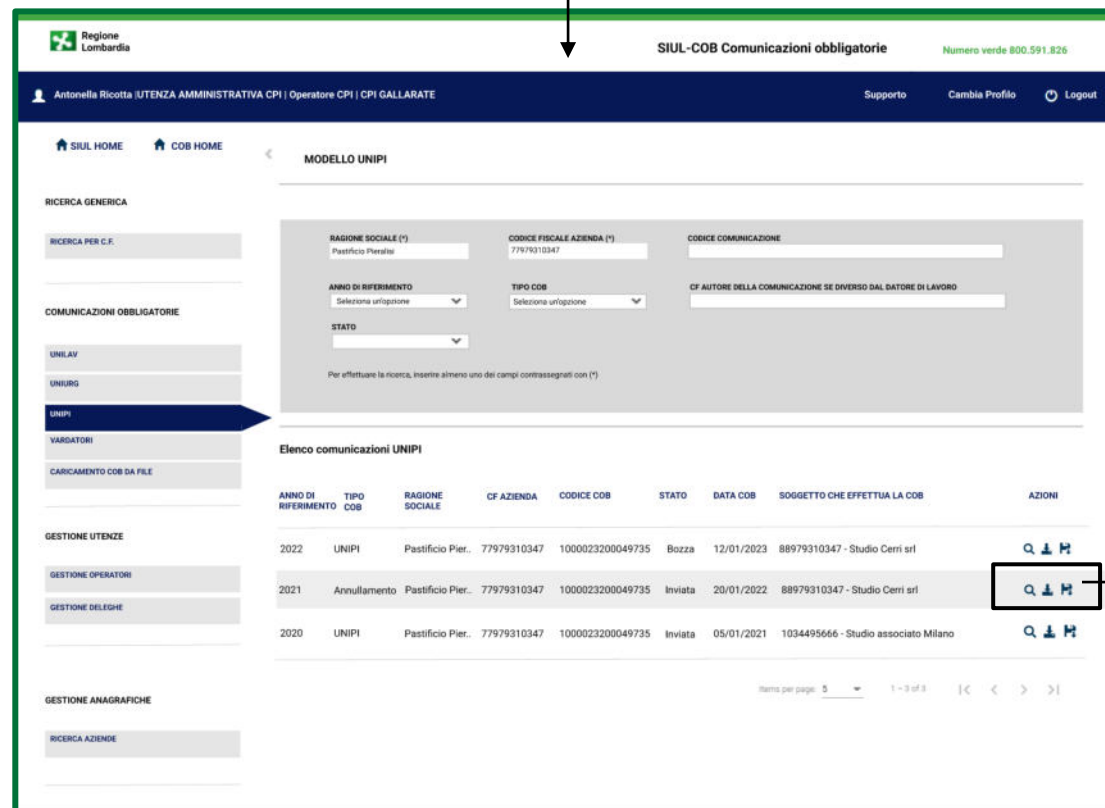 Regione
Lombardia
SIUL-COB Comunicazioni obbligatorie
Numero verde 800.591.826
Antonella Ricotta |UTENZA AMMINISTRATIVA CPI | Operatore CPI | CPI GALLARATE
Supporto
Cambia Profilo
Logout
SIUL HOME
COB HOME
MODELLO UNIPI
RICERCA GENERICA
RICERCA PER C.F.
COMUNICAZIONI OBBLIGATORIE
UNILAV
UNIURG
UNIPI
VARDATORI
CARICAMENTO COB DA FILE
GESTIONE UTENZE
GESTIONE OPERATORI
GESTIONE DELEGHE
GESTIONE ANAGRAFICHE
RICERCA AZIENDE
RAGIONE SOCIALE (*)
Pastificio Pieralisi
CODICE FISCALE AZIENDA (*)
77979310347
CODICE COMUNICAZIONE
ANNO DI RIFERIMENTO
Seleziona un'opzione
TIPO COB
Seleziona un'opzione
CF AUTORE DELLA COMUNICAZIONE SE DIVERSO DAL DATORE DI LAVORO
STATO
Per effettuare la ricerca, inserire almeno uno dei campi contrassegnati con (*)
Elenco comunicazioni UNIPI
ANNO DI RIFERIMENTO TIPO COB RAGIONE SOCIALE CF AZIENDA CODICE COB STATO DATA COB SOGGETTO CHE EFFETTUA LA COB AZIONI
2022 UNIPI Pastificio Pier.. 77979310347 1000023200049735 Bozza 12/01/2023 88979310347 - Studio Cerri srl
2021 Annullamento Pastificio Pier.. 77979310347 1000023200049735 Inviata 20/01/2022 88979310347 - Studio Cerri srl
2020 UNIPI Pastificio Pier.. 77979310347 1000023200049735 Inviata 05/01/2021 1034495666 - Studio associato Milano
Items per page: 5 1 – 3 of 3